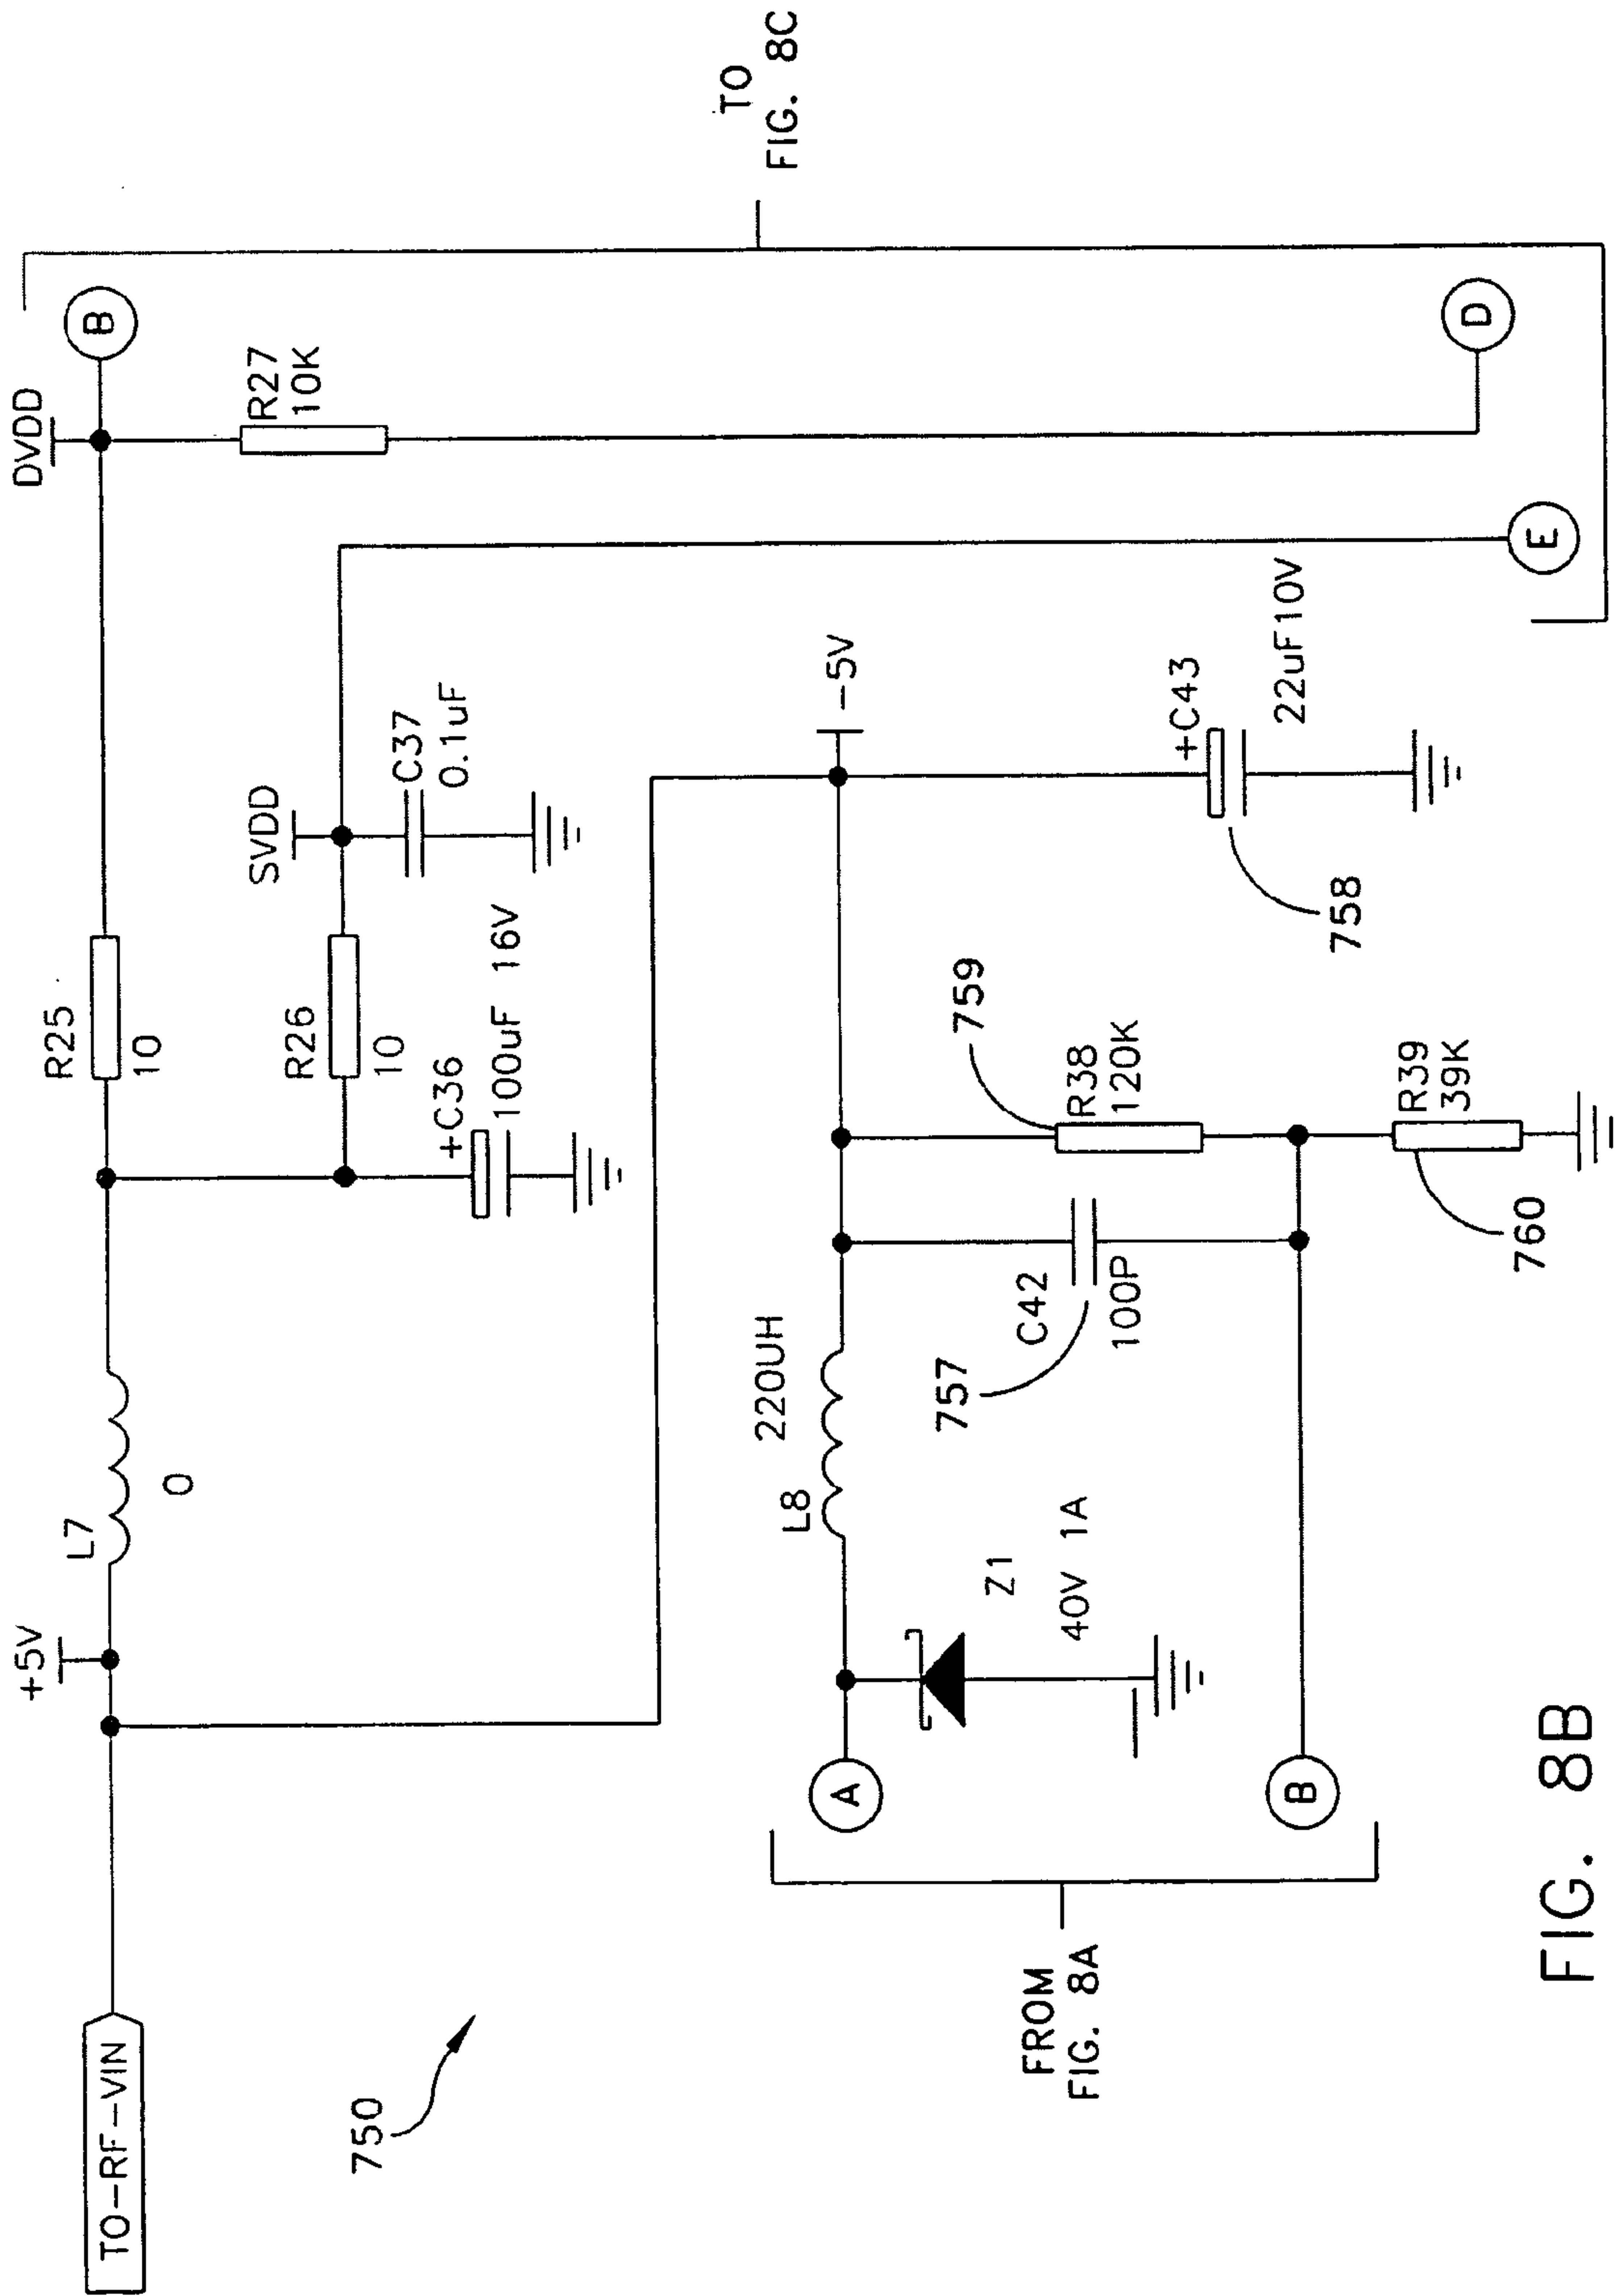 TO-RF-VIN
+5V
L7
0
R25
10
DVDD
B
R27
10K
R26
10
SVDD
C37
0.1uF
+C36
100uF 16V
TO
FIG. 8C
D
E
750
FROM
FIG. 8A
A
B
Z1
40V 1A
L8
220UH
757
C42
100P
759
R38
120K
760
R39
39K
-5V
+C43
22uF10V
758
FIG. 8B